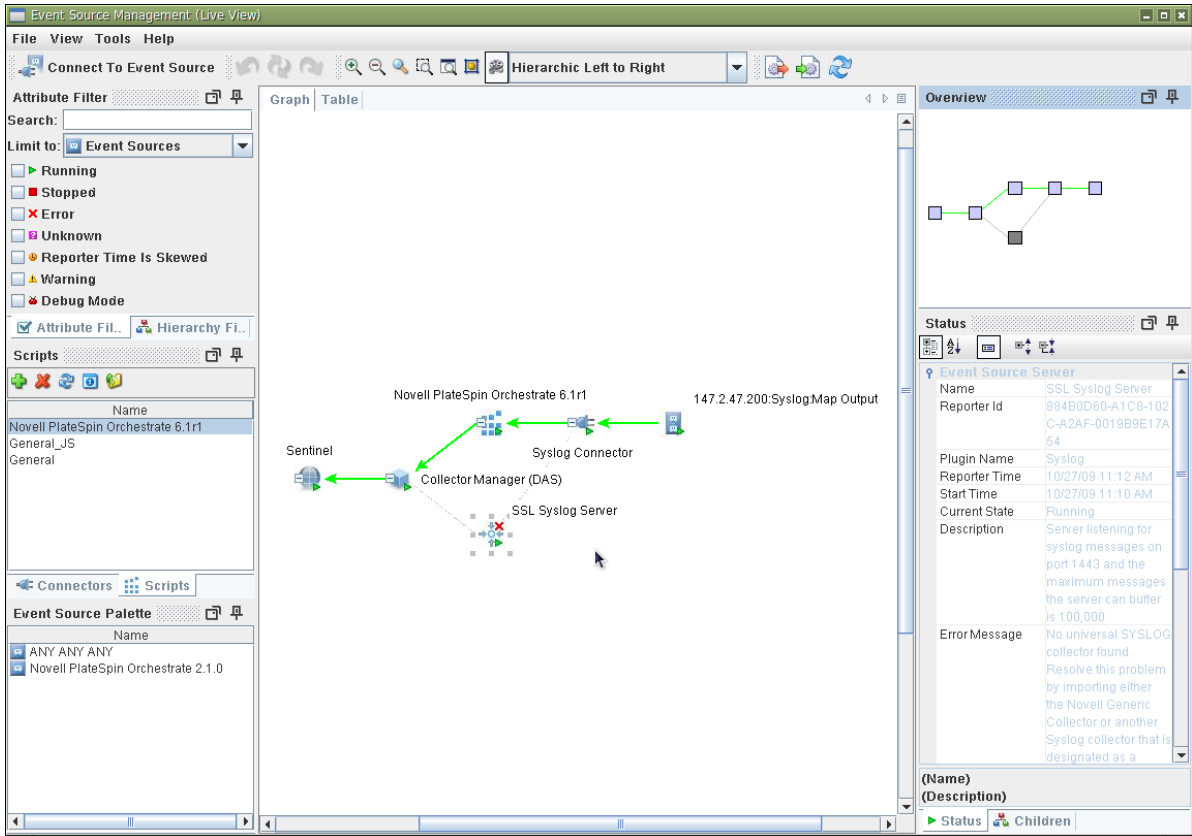 Event Source Management (Live View)
File View Tools Help
Connect To Event Source
Hierarchic Left to Right
Attribute Filter
Search:
Limit to: Event Sources
Running
Stopped
Error
Unknown
Reporter Time Is Skewed
Warning
Debug Mode
Attribute Fil.. Hierarchy Fi..
Scripts
Name
Novell PlateSpin Orchestrate 6.1r1
General_JS
General
Connectors Scripts
Event Source Palette
Name
ANY ANY ANY
Novell PlateSpin Orchestrate 2.1.0
Graph Table
Novell PlateSpin Orchestrate 6.1r1
147.2.47.200:Syslog:Map Output
Sentinel
Syslog Connector
Collector Manager (DAS)
SSL Syslog Server
Overview
Status
Event Source Server
Name SSL Syslog Server
Reporter Id 884B0D60-A1C8-102
C-A2AF-0019B9E17A
54
Plugin Name Syslog
Reporter Time 10/27/09 11:12 AM
Start Time 10/27/09 11:10 AM
Current State Running
Description Server listening for
syslog messages on
port 1443 and the
maximum messages
the server can buffer
is 100,000
Error Message No universal SYSLOG
collector found.
Resolve this problem
by importing either
the Novell Generic
Collector or another
Syslog collector that is
designated as a
(Name)
(Description)
Status Children